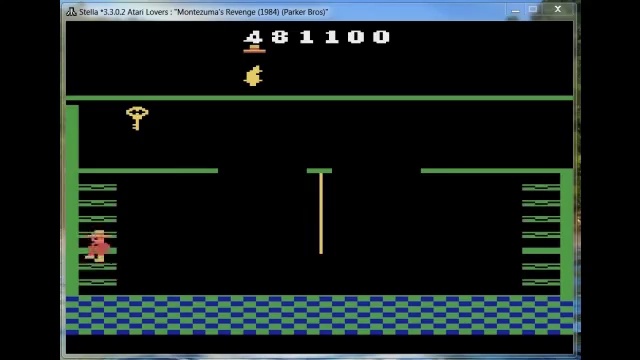 Stella *3.3.0.2 Atari Lovers : "Montezuma's Revenge (1984) (Parker Bros)"
481100